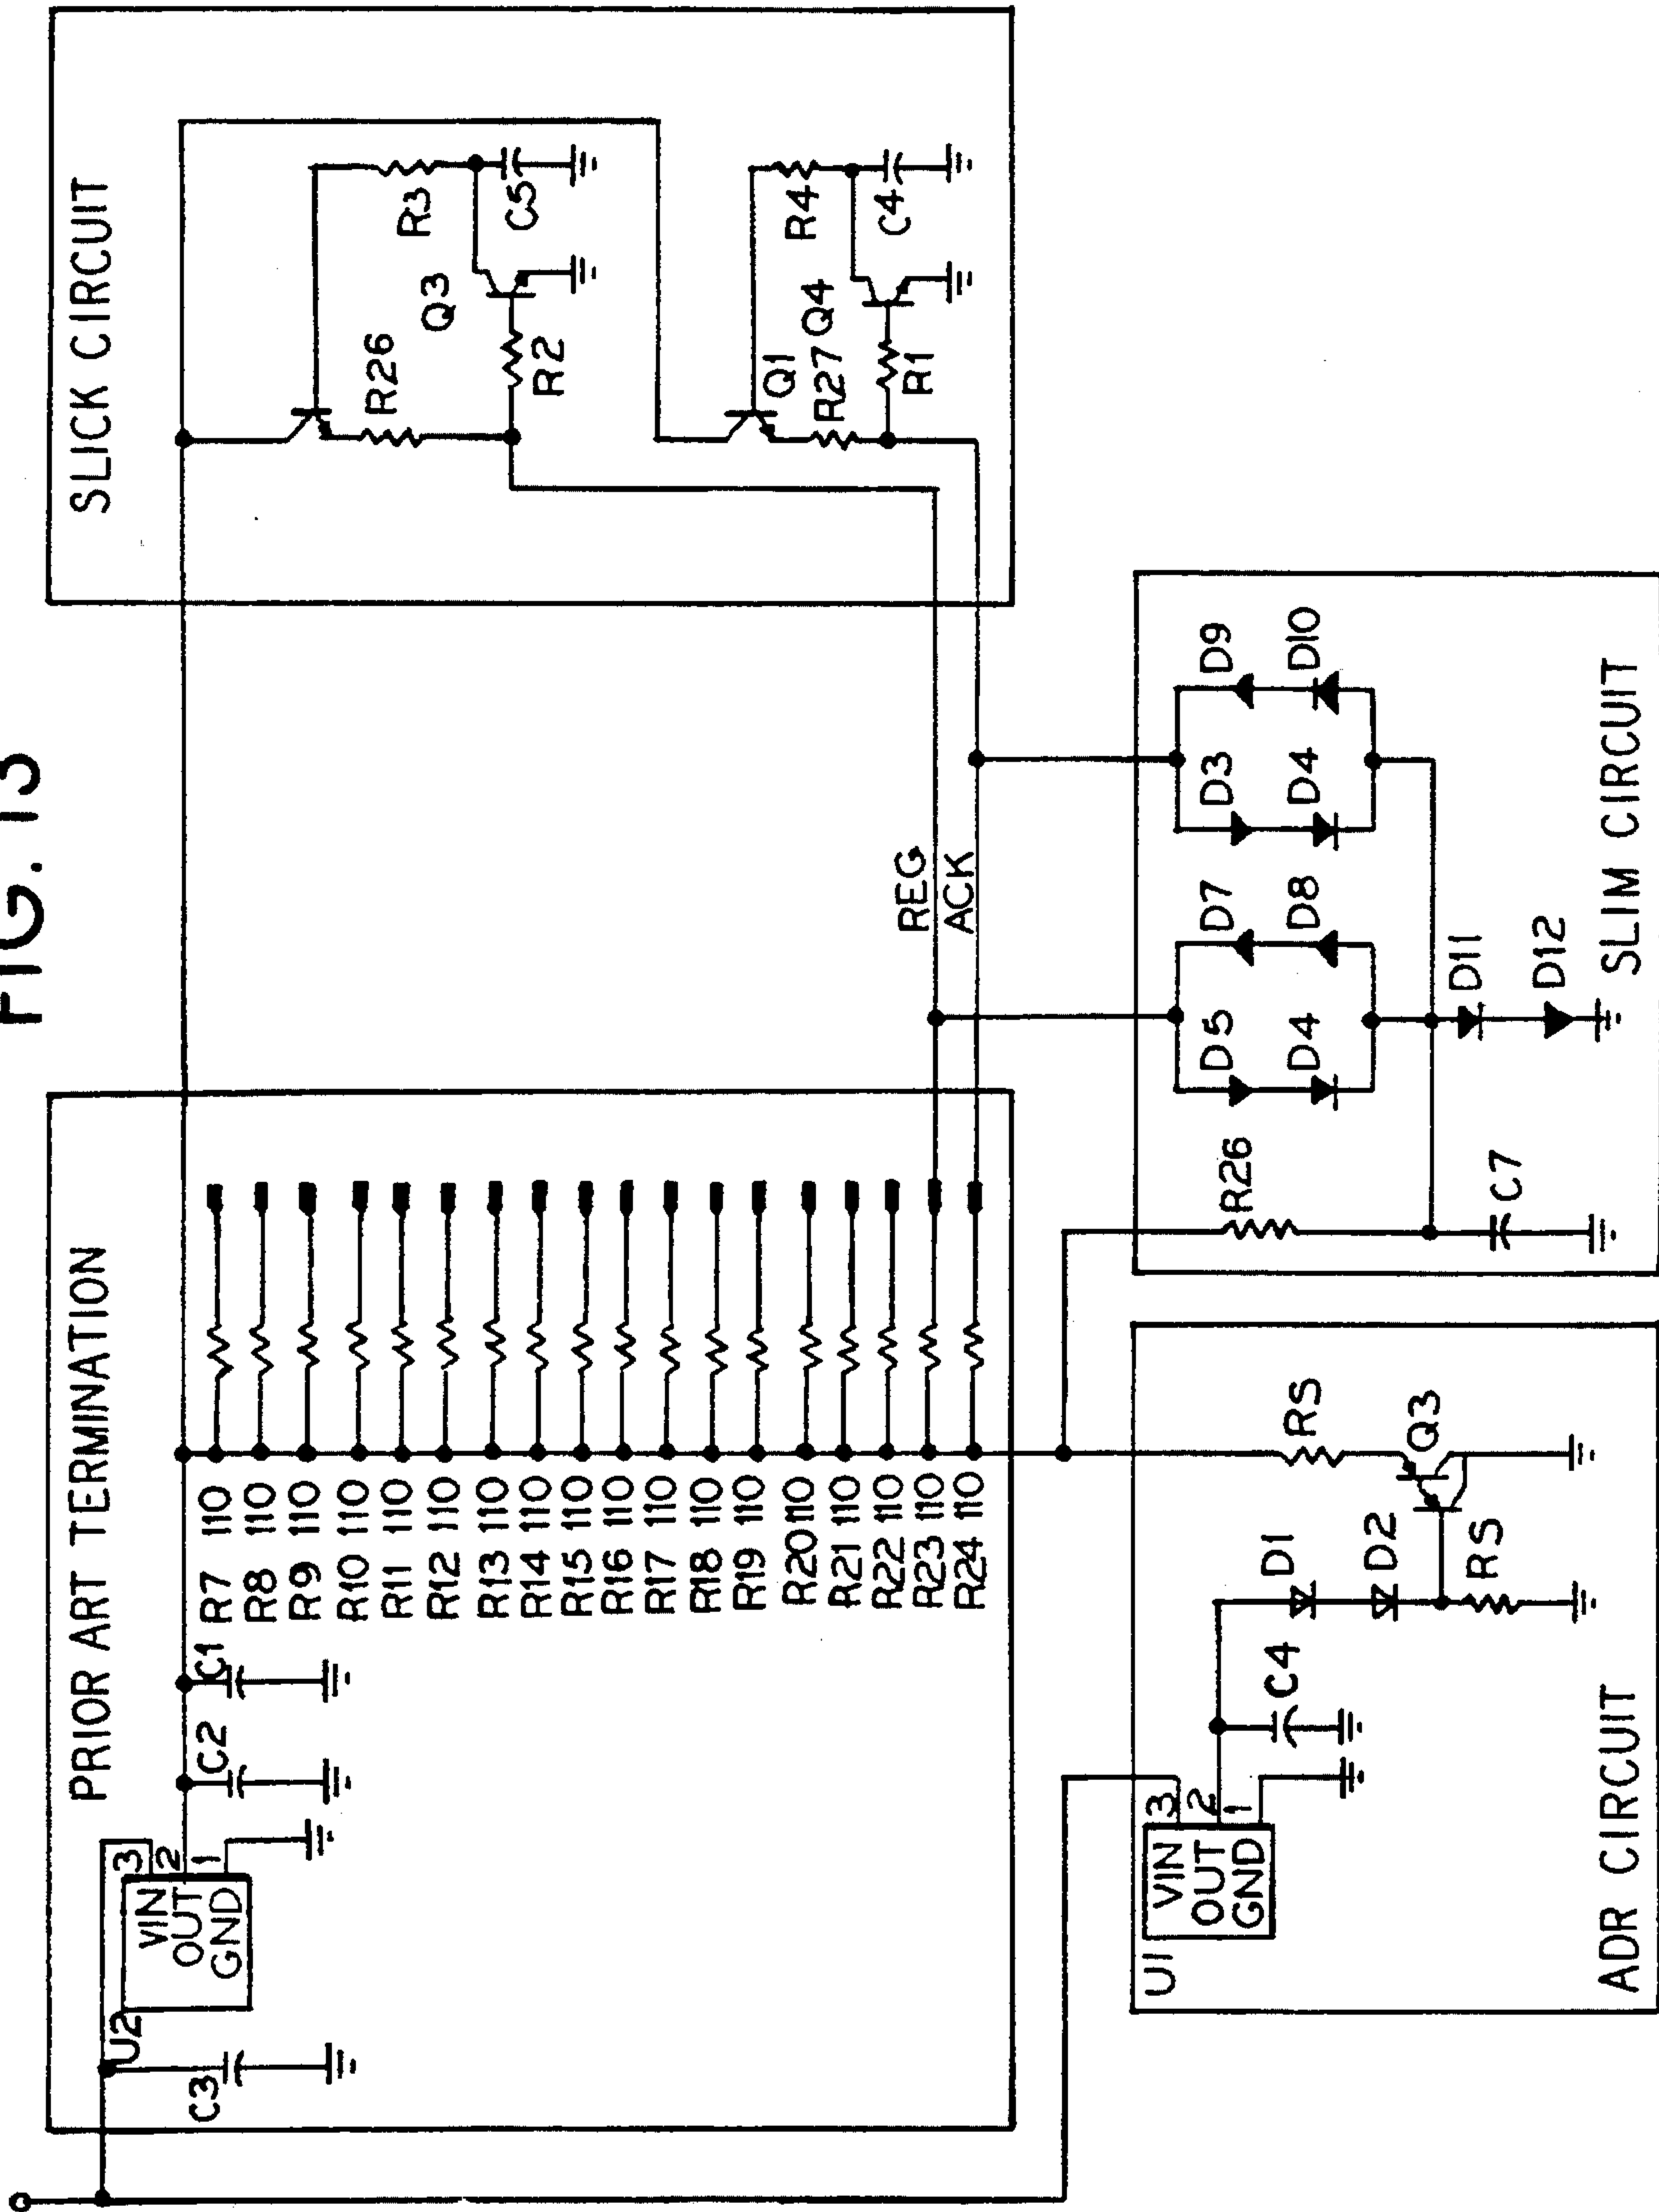 FIG. 13
PRIOR ART TERMINATION
U2
VIN 3
OUT 2
GND 1
C3
C2
C1
R7 110
R8 110
R9 110
R10 110
R11 110
R12 110
R13 110
R14 110
R15 110
R16 110
R17 110
R18 110
R19 110
R20 110
R21 110
R22 110
R23 110
R24 110
REG
ACK
SLICK CIRCUIT
R26
Q3
R3
C5
R2
Q1
R27
Q4
R4
C4
R1
ADR CIRCUIT
U1
VIN 3
OUT 2
GND 1
C4
D1
D2
RS
RS
Q3
SLIM CIRCUIT
R26
C7
D5
D7
D4
D8
D3
D9
D4
D10
D11
D12